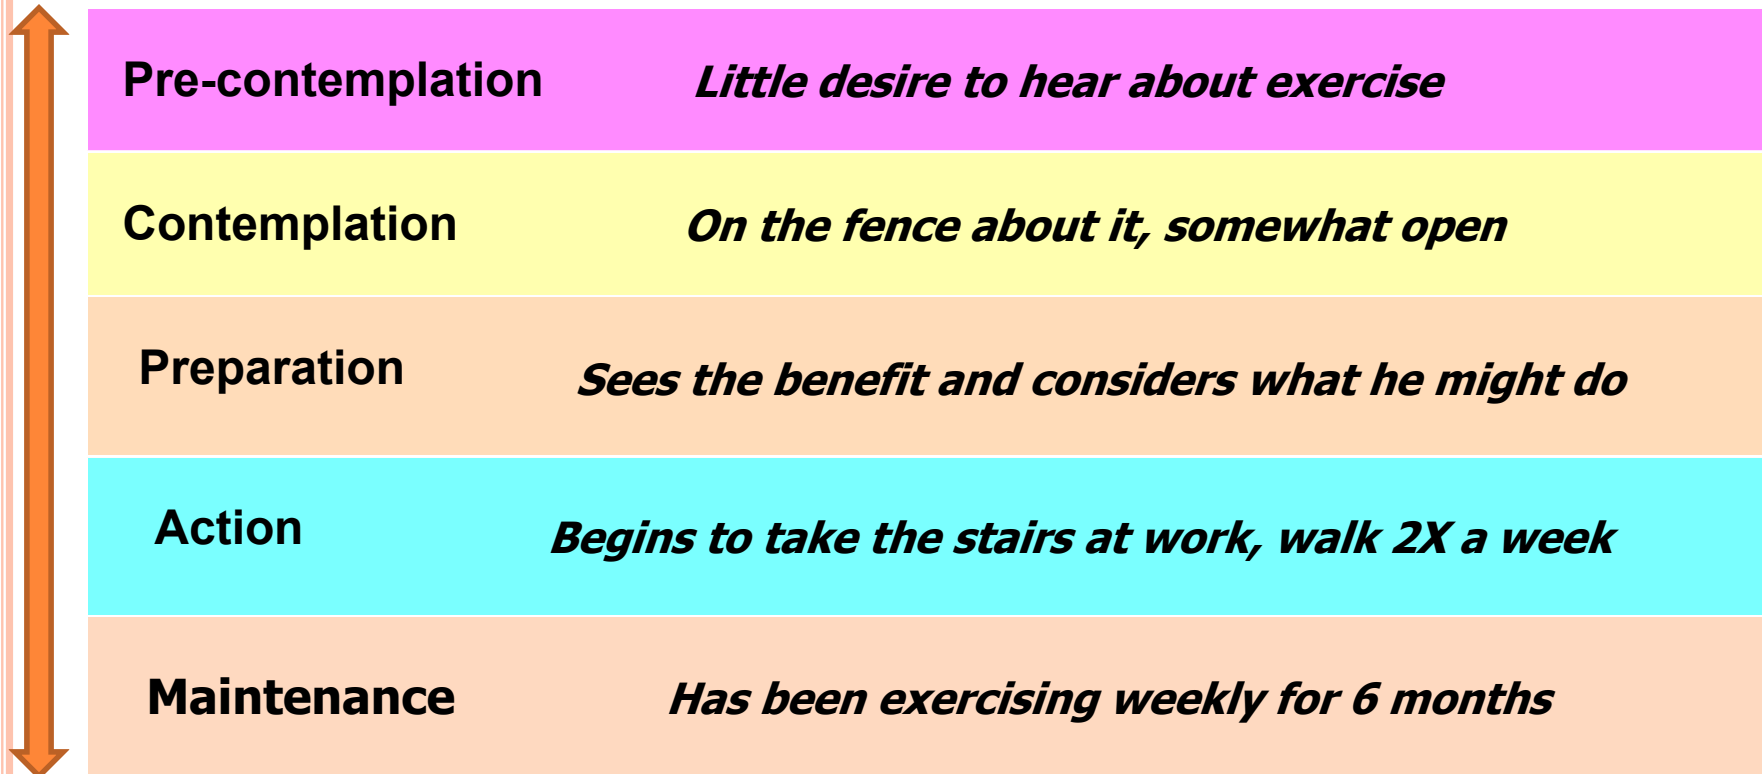 Pre-contemplation Little desire to hear about exercise
Contemplation On the fence about it, somewhat open
Preparation Sees the benefit and considers what he might do
Action Begins to take the stairs at work, walk 2X a week
Maintenance Has been exercising weekly for 6 months